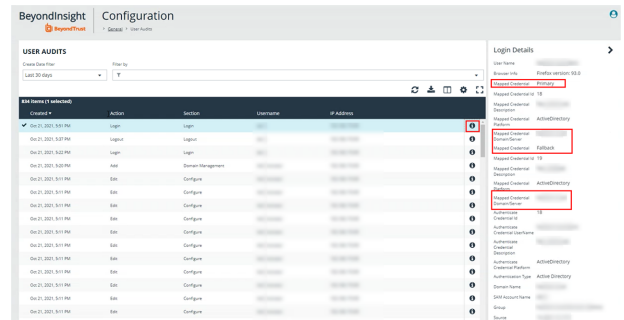 BeyondInsight
BeyondTrust
Configuration
General > User Audits
USER AUDITS
Create Date Filter
Filter by
Last 30 days
834 items (1 selected)
Created Action Section Username IP Address
Oct 21, 2021, 5:51 PM Login Login
Oct 21, 2021, 5:37 PM Logout Logout
Oct 21, 2021, 5:22 PM Login Login
Oct 21, 2021, 5:20 PM Add Domain Management
Oct 21, 2021, 5:11 PM Edit Configure
Oct 21, 2021, 5:11 PM Edit Configure
Oct 21, 2021, 5:11 PM Edit Configure
Oct 21, 2021, 5:11 PM Edit Configure
Oct 21, 2021, 5:11 PM Edit Configure
Oct 21, 2021, 5:11 PM Edit Configure
Oct 21, 2021, 5:11 PM Edit Configure
Oct 21, 2021, 5:11 PM Edit Configure
Oct 21, 2021, 5:11 PM Edit Configure
Oct 21, 2021, 5:11 PM Edit Configure
Oct 21, 2021, 5:11 PM Edit Configure
Login Details
User Name
Browser Info Firefox version: 93.0
Mapped Credential Primary
Mapped Credential Id 18
Mapped Credential
Description
Mapped Credential ActiveDirectory
Platform
Mapped Credential
Domain/Server
Mapped Credential Fallback
Mapped Credential Id 19
Mapped Credential
Description
Mapped Credential ActiveDirectory
Platform
Mapped Credential
Domain/Server
Authenticate 18
Credential Id
Authenticate
Credential UserName
Authenticate
Credential
Description
Authenticate ActiveDirectory
Credential Platform
Authentication Type Active Directory
Domain Name
SAM Account Name
Group
Source